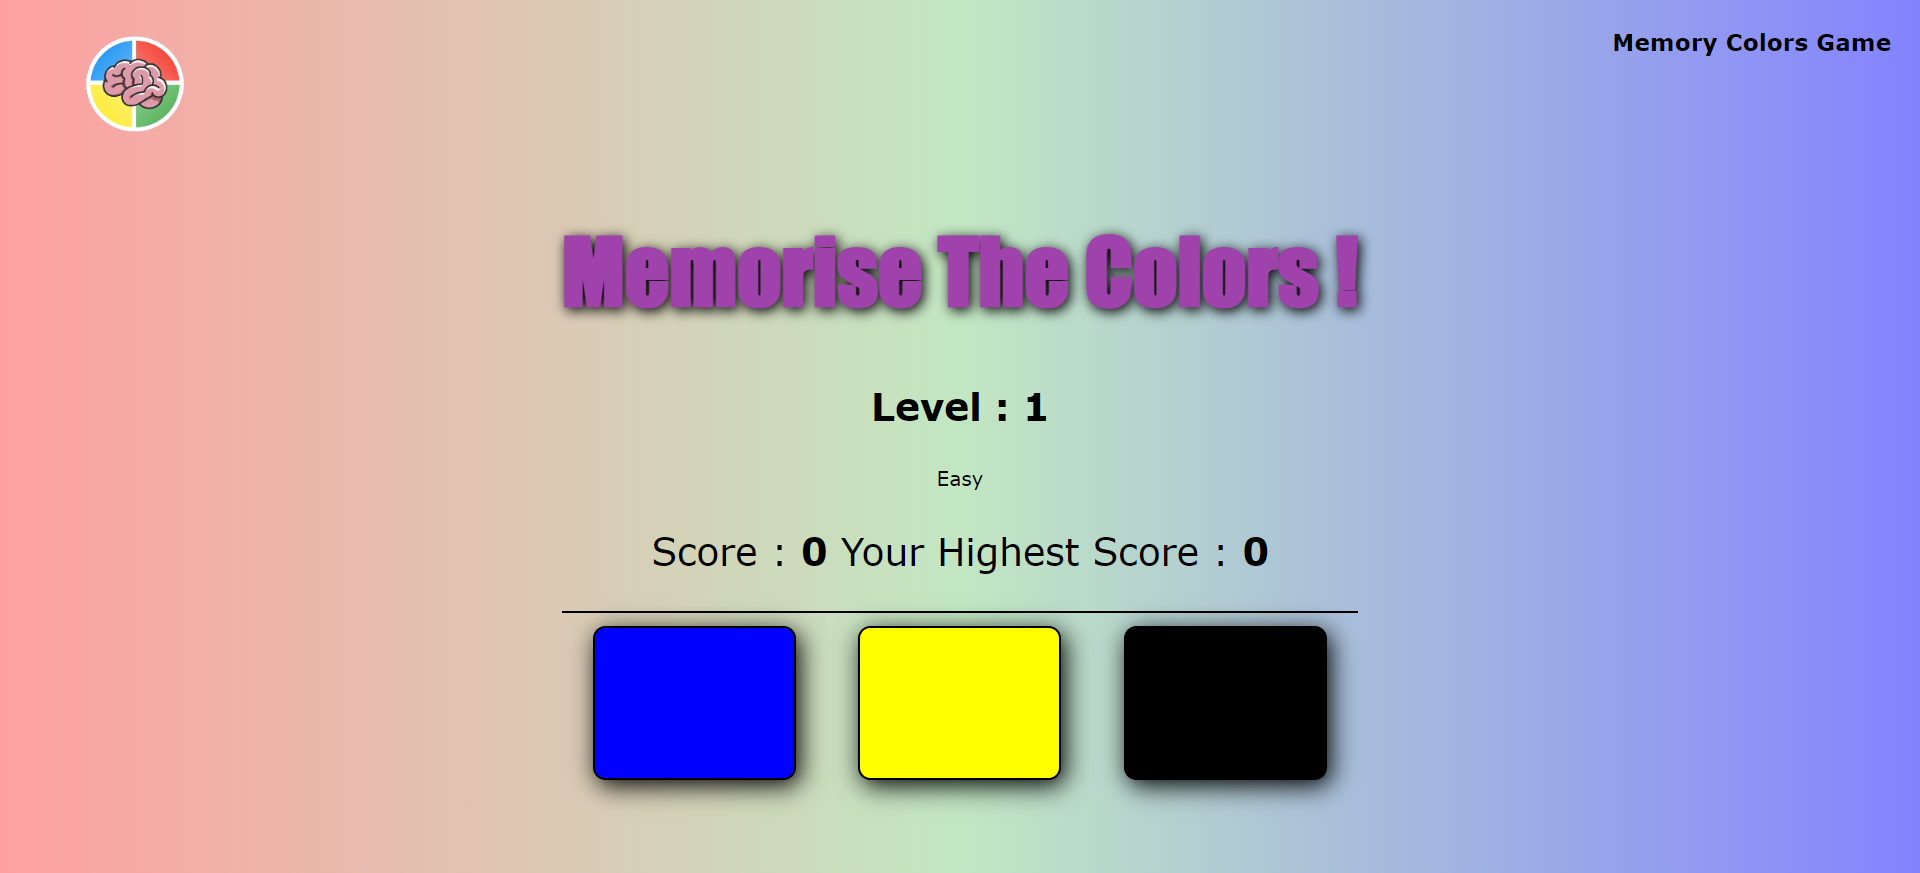 Memory Colors Game
Memorise The Colors !
Level : 1
Easy
Score : 0 Your Highest Score : 0